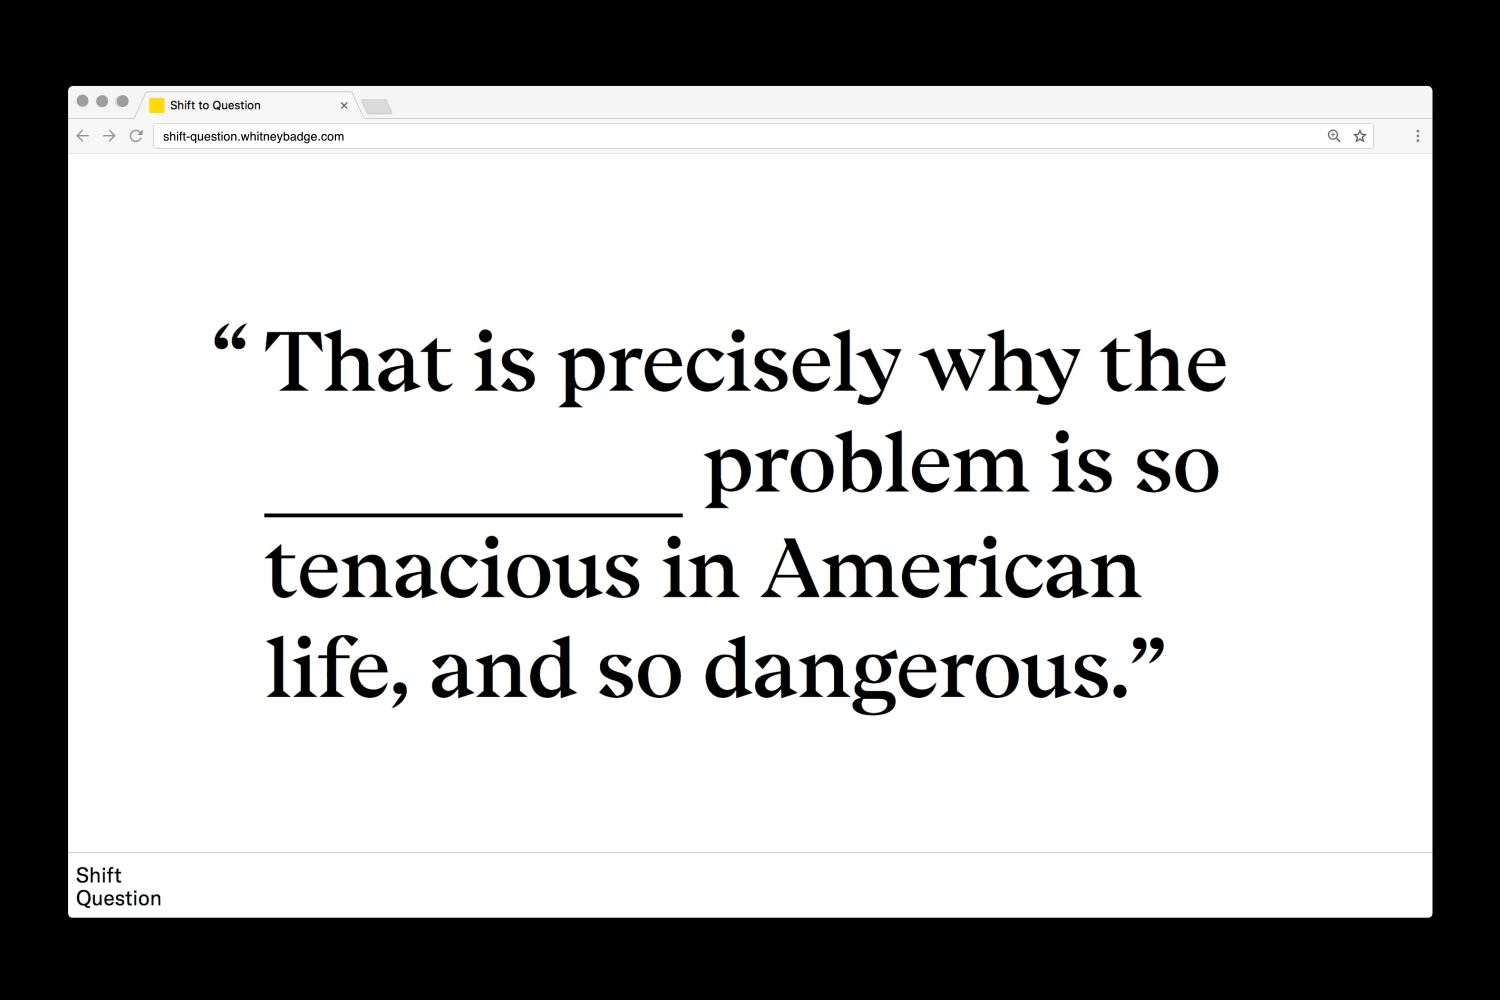 Shift to Question
shift-question.whitneybadge.com
“That is precisely why the
problem is so
tenacious in American
life, and so dangerous.”
Shift
Question